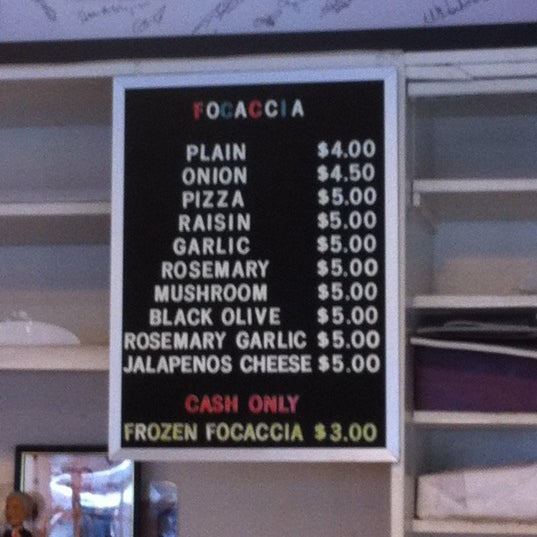 FOCACCIA
PLAIN $4.00
ONION $4.50
PIZZA $5.00
RAISIN $5.00
GARLIC $5.00
ROSEMARY $5.00
MUSHROOM $5.00
BLACK OLIVE $5.00
ROSEMARY GARLIC $5.00
JALAPENOS CHEESE $5.00
CASH ONLY
FROZEN FOCACCIA $3.00